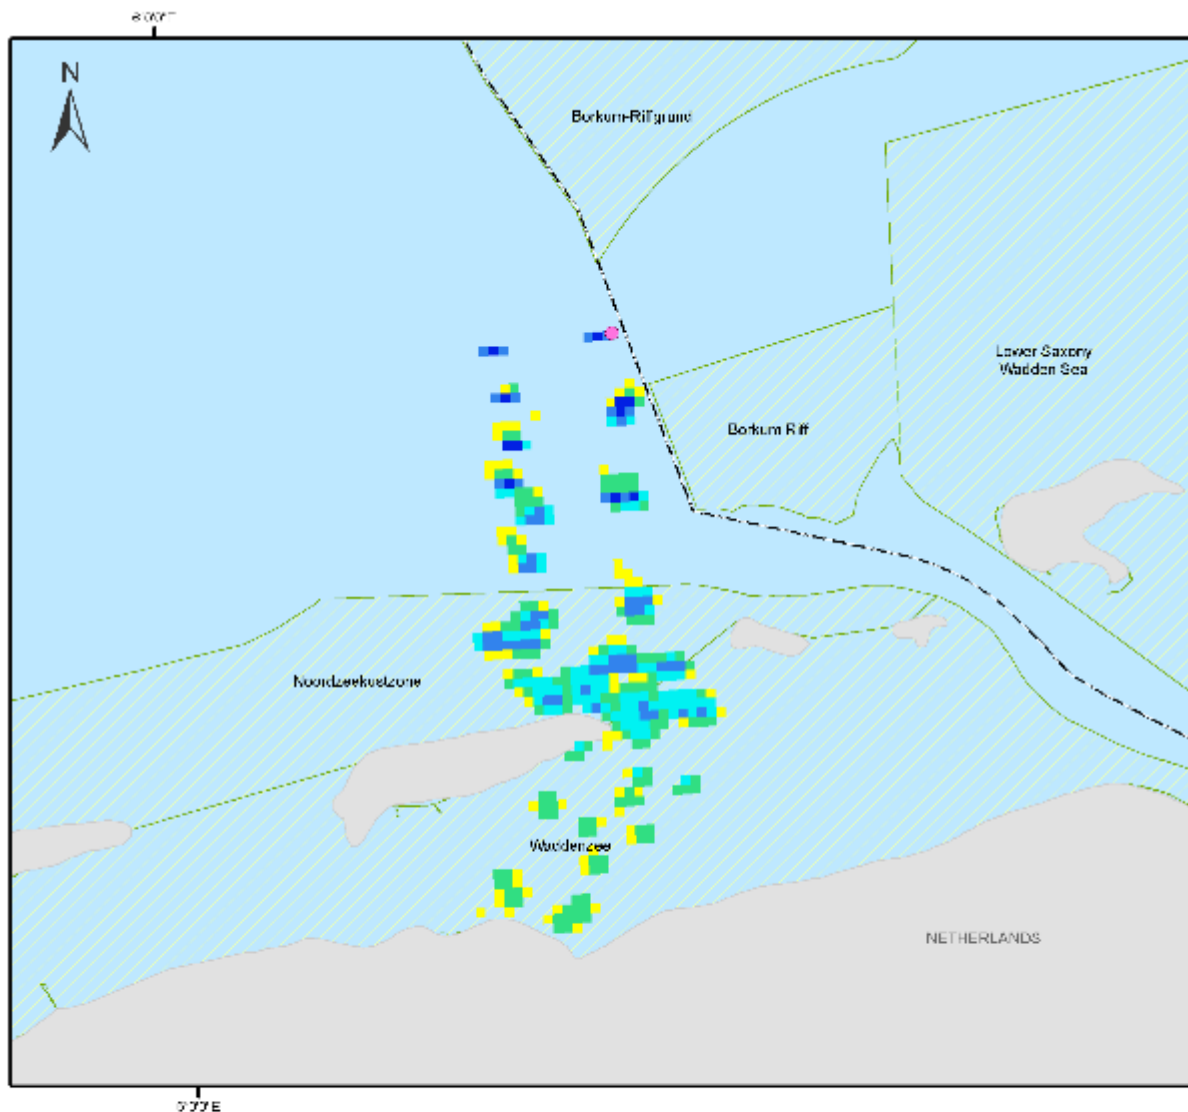 N
Borkum-Riffgrund
Lower Saxony
Wadden Sea
Borkum Riff
Noordzeekustzone
Waddenzee
NETHERLANDS